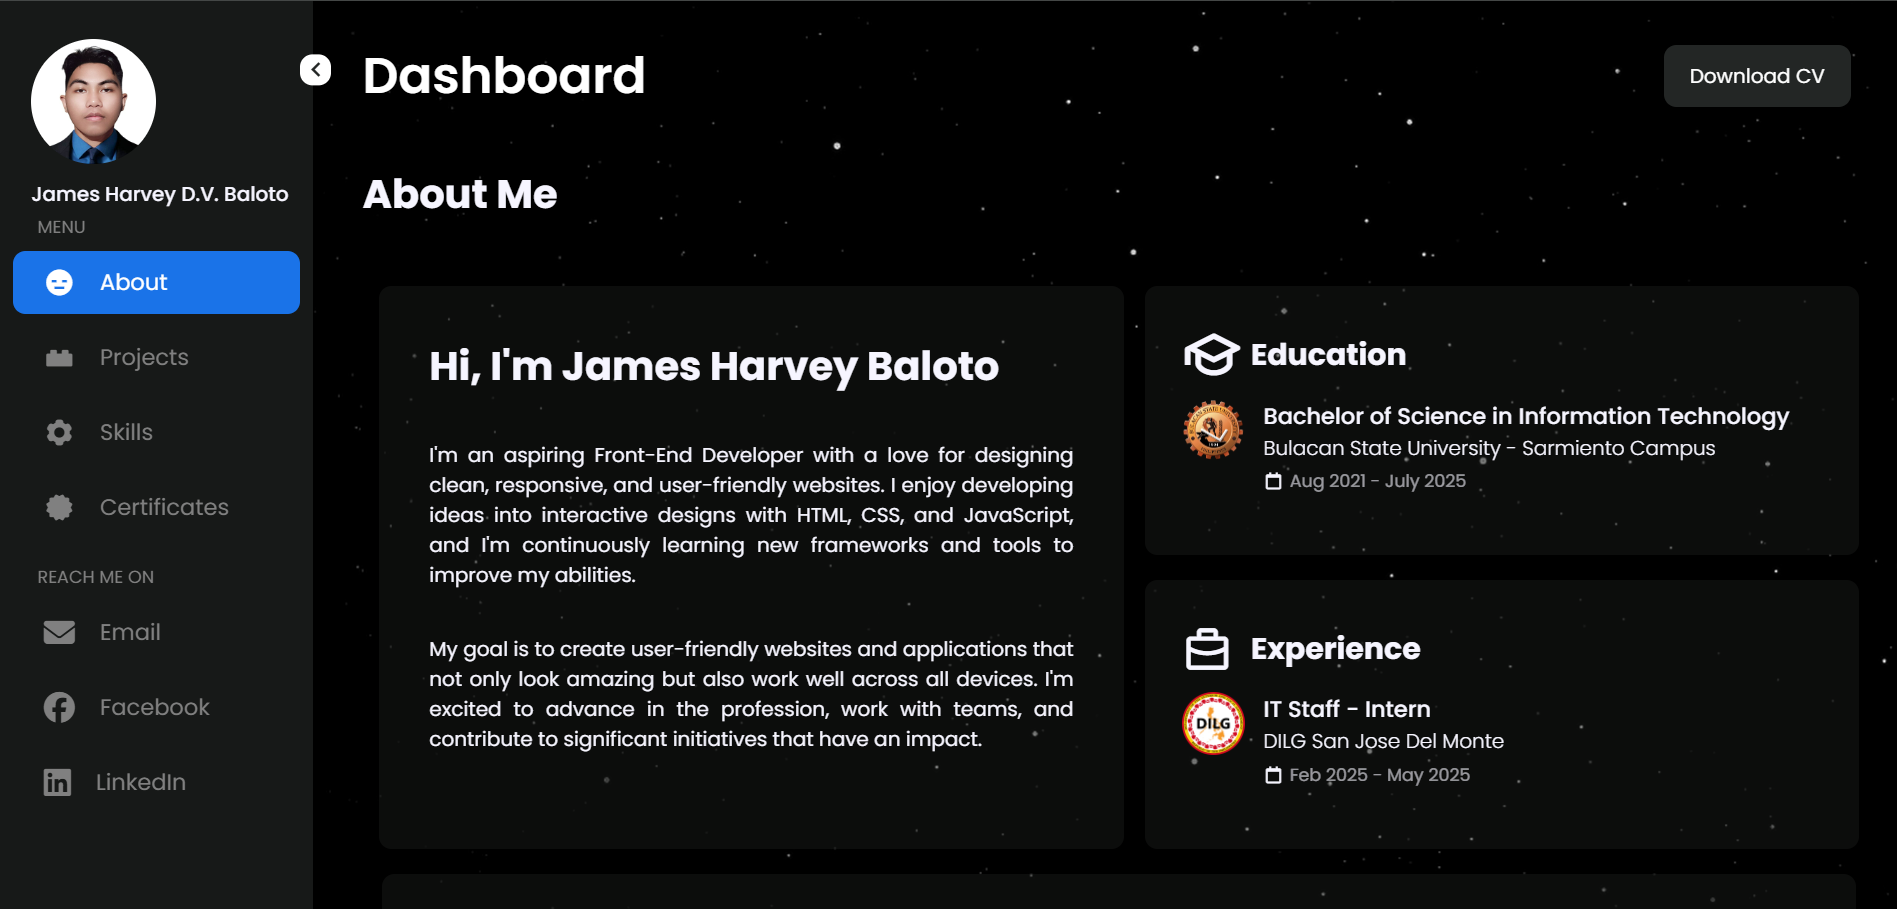 James Harvey D.V. Baloto
MENU
About
Projects
Skills
Certificates
REACH ME ON
Email
Facebook
LinkedIn
Dashboard
Download CV
About Me
Hi, I'm James Harvey Baloto
I'm an aspiring Front-End Developer with a love for designing
clean, responsive, and user-friendly websites. I enjoy developing
ideas into interactive designs with HTML, CSS, and JavaScript,
and I'm continuously learning new frameworks and tools to
improve my abilities.
My goal is to create user-friendly websites and applications that
not only look amazing but also work well across all devices. I'm
excited to advance in the profession, work with teams, and
contribute to significant initiatives that have an impact.
Education
Bachelor of Science in Information Technology
Bulacan State University - Sarmiento Campus
Aug 2021 - July 2025
Experience
DILG
IT Staff - Intern
DILG San Jose Del Monte
Feb 2025 - May 2025